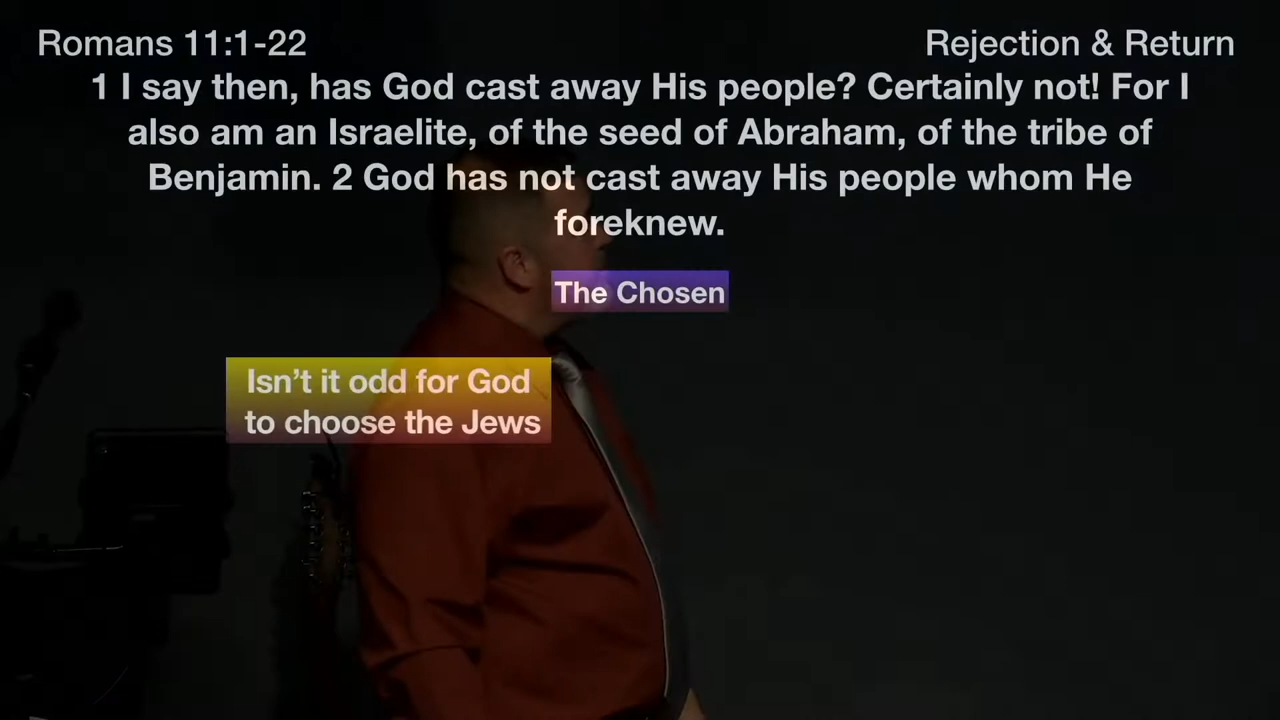 Romans 11:1-22
Rejection & Return
1 I say then, has God cast away His people? Certainly not! For I
also am an Israelite, of the seed of Abraham, of the tribe of
Benjamin. 2 God has not cast away His people whom He
foreknew.
The Chosen
Isn’t it odd for God
to choose the Jews